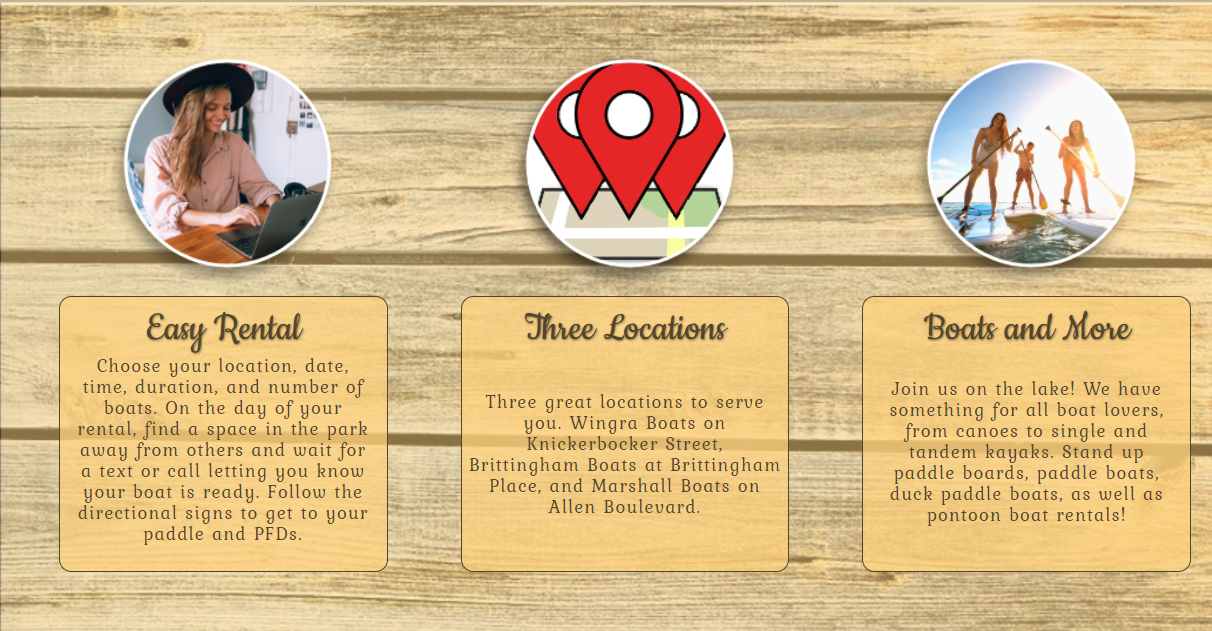 Easy Rental
Choose your location, date,
time, duration, and number of
boats. On the day of your
rental, find a space in the park
away from others and wait for
a text or call letting you know
your boat is ready. Follow the
directional signs to get to your
paddle and PFDs.
Three Locations
Three great locations to serve
you. Wingra Boats on
Knickerbocker Street,
Brittingham Boats at Brittingham
Place, and Marshall Boats on
Allen Boulevard.
Boats and More
Join us on the lake! We have
something for all boat lovers,
from canoes to single and
tandem kayaks. Stand up
paddle boards, paddle boats,
duck paddle boats, as well as
pontoon boat rentals!